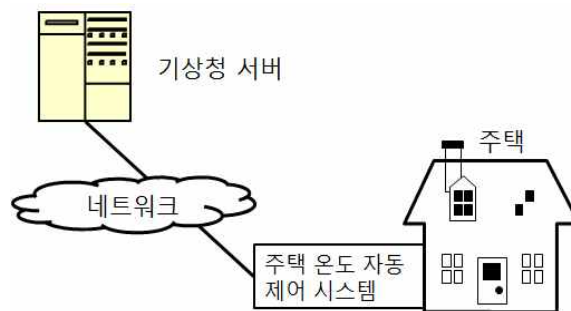 기상청 서버
주택
네트워크
주택 온도 자동
제어 시스템